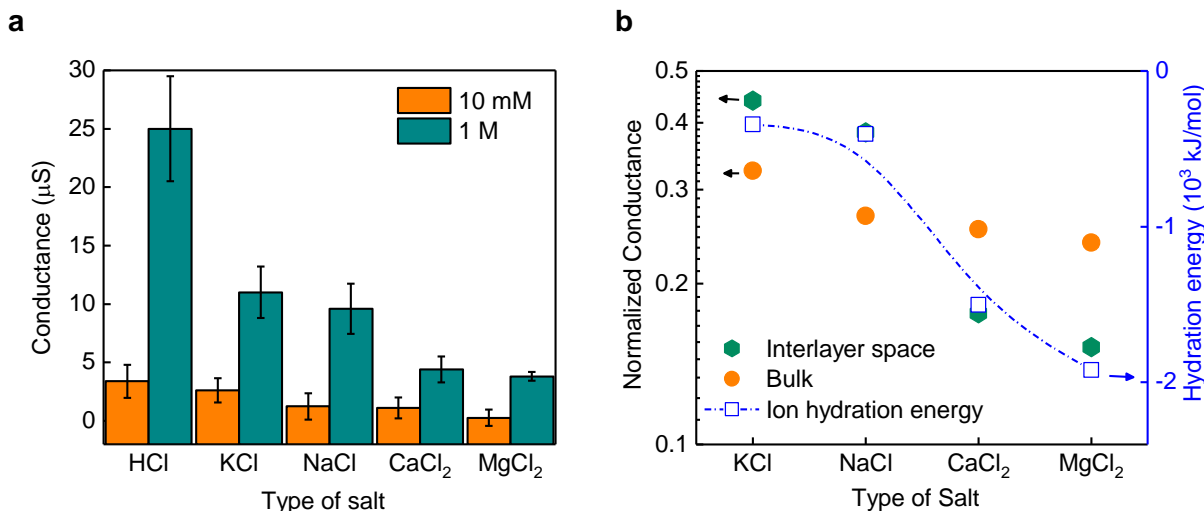 a
30
25
20
15
10
5
0
Conductance (μS)
10 mM
1 M
HCl
KCl
NaCl
CaCl₂
MgCl₂
Type of salt
b
0.5
0.4
0.3
0.2
0.1
Normalized Conductance
Interlayer space
Bulk
Ion hydration energy
0
-1
-2
Hydration energy (10³ kJ/mol)
KCl
NaCl
CaCl₂
MgCl₂
Type of Salt